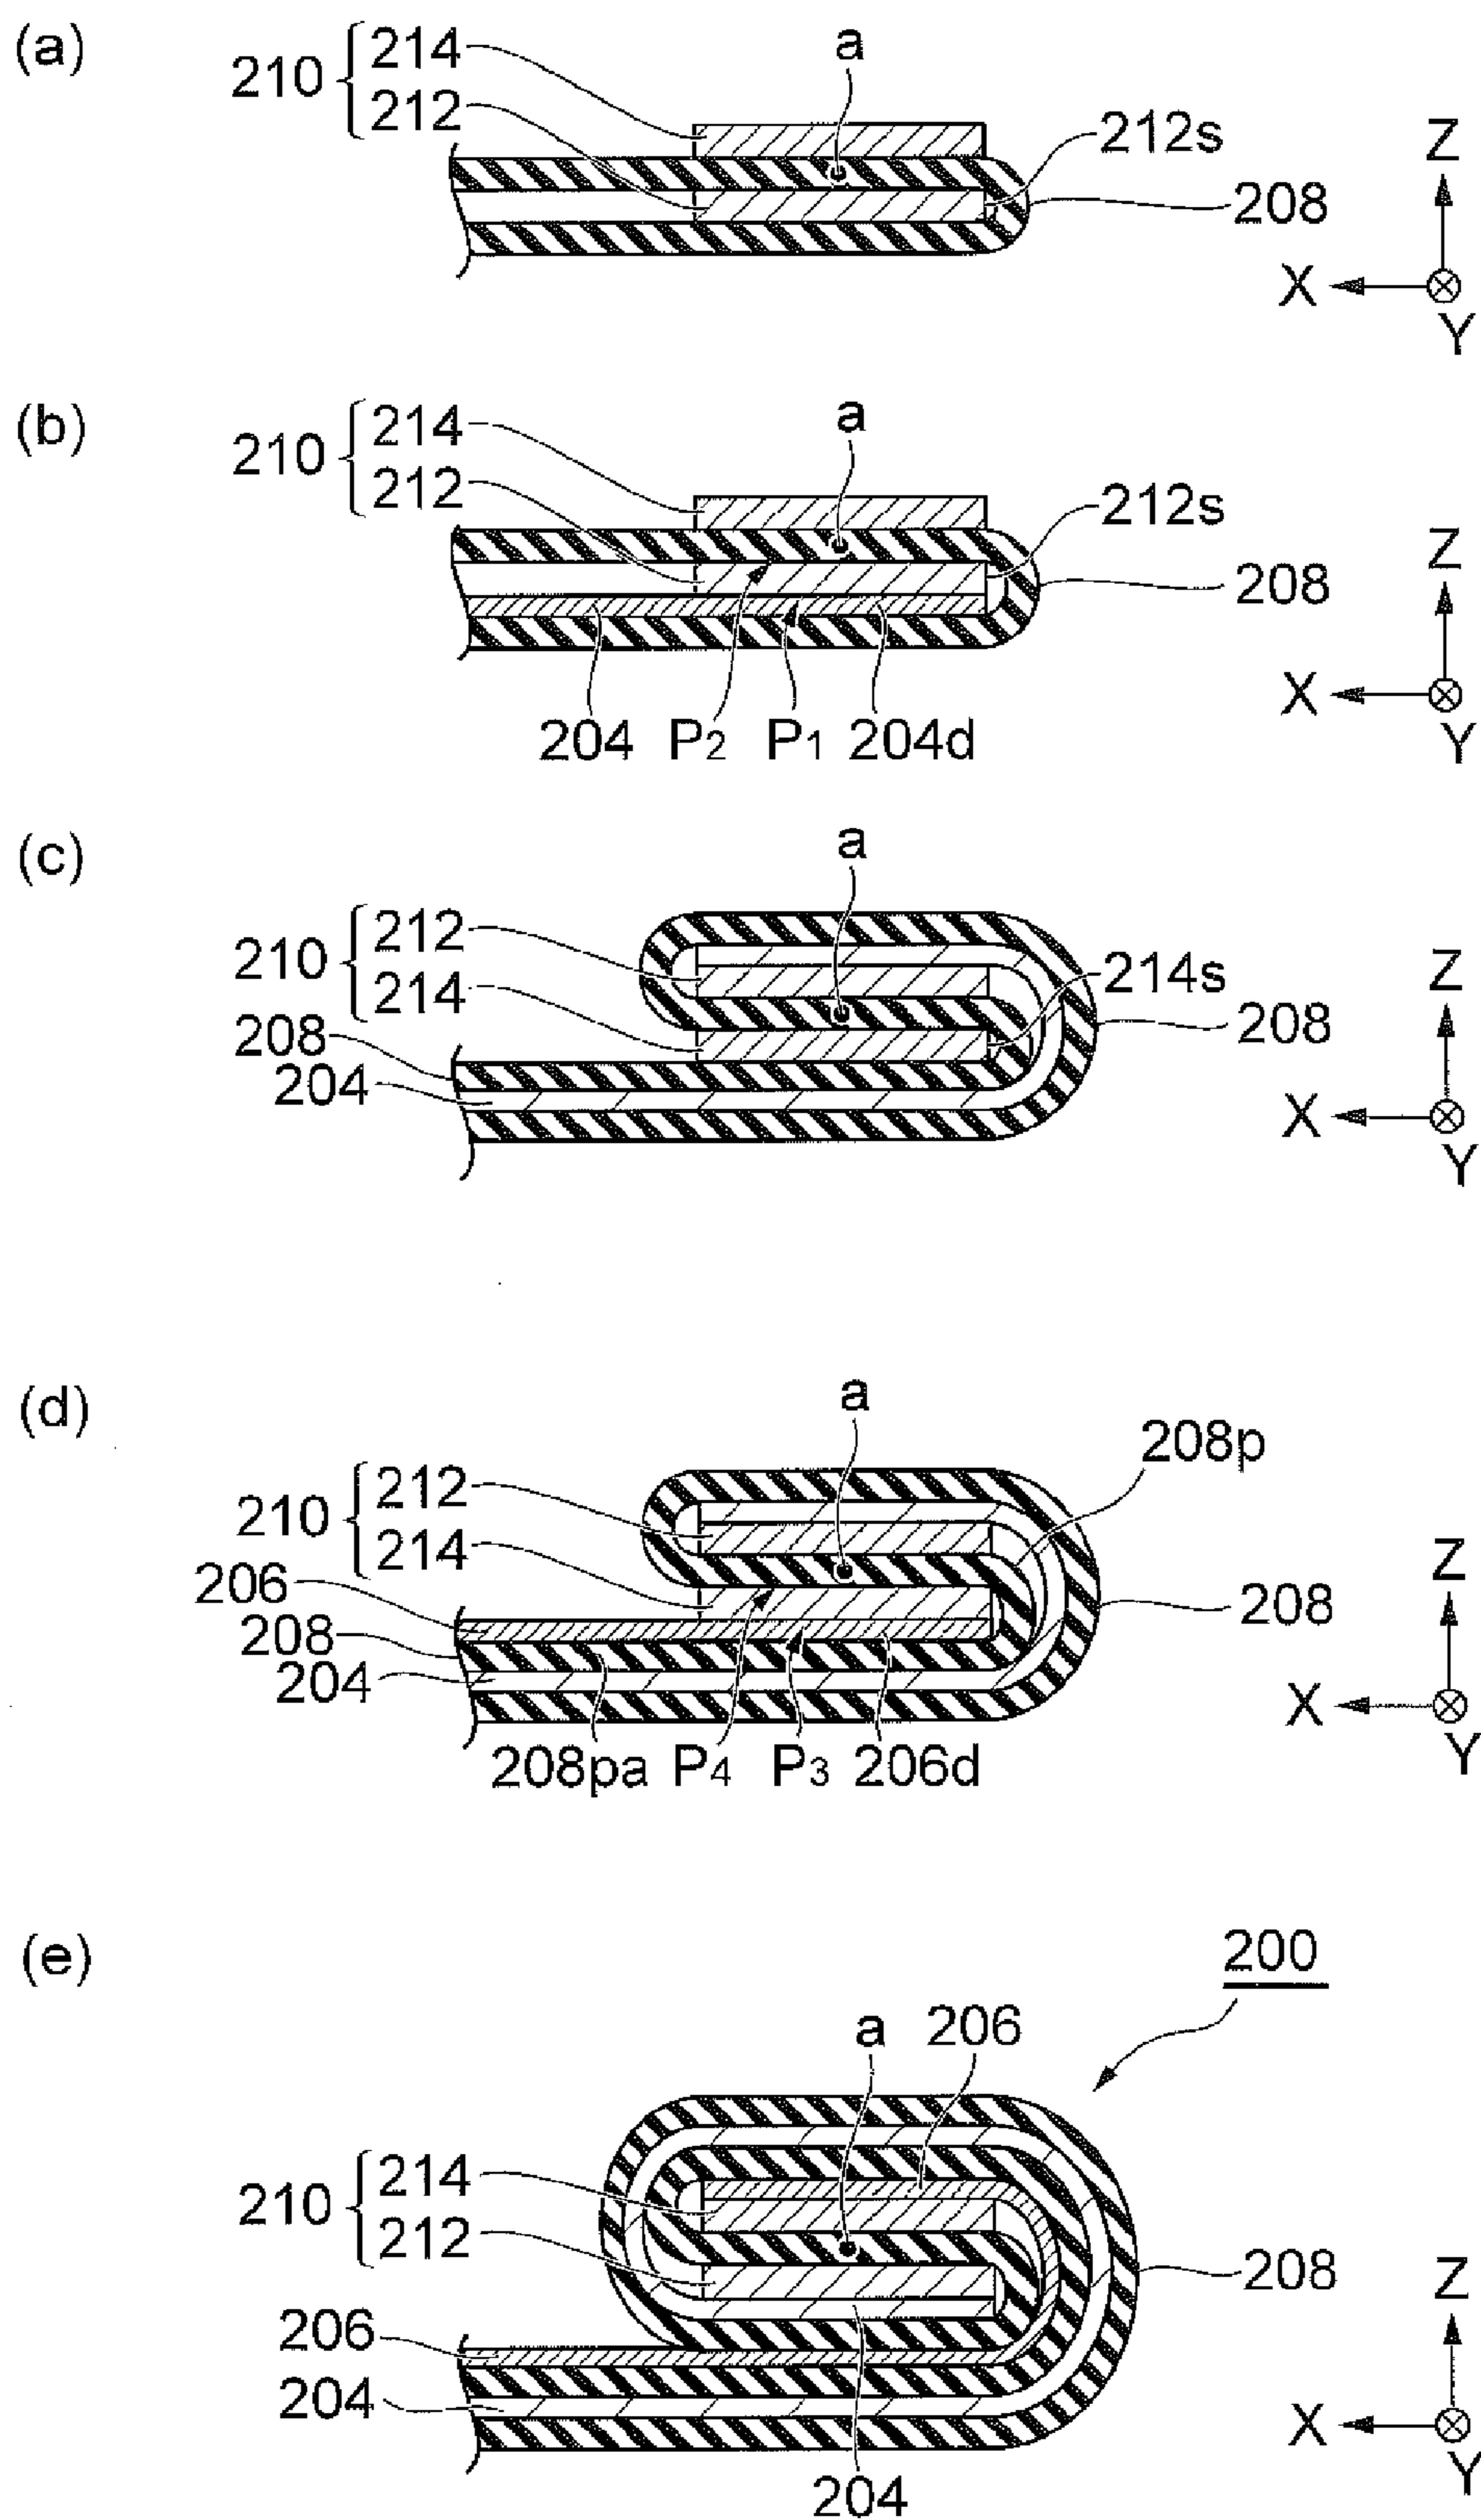 (a)
210 { 214
212
a
212s
208
Z
X
Y
(b)
210 { 214
212
a
212s
208
Z
X
Y
204 P2 P1 204d
(c)
a
210 { 212
214
208
204
214s
208
Z
X
Y
(d)
a
208p
210 { 212
214
206
208
204
208
Z
X
Y
208pa P4 P3 206d
(e)
200
a 206
210 { 214
212
208
206
204
Z
X
Y
204